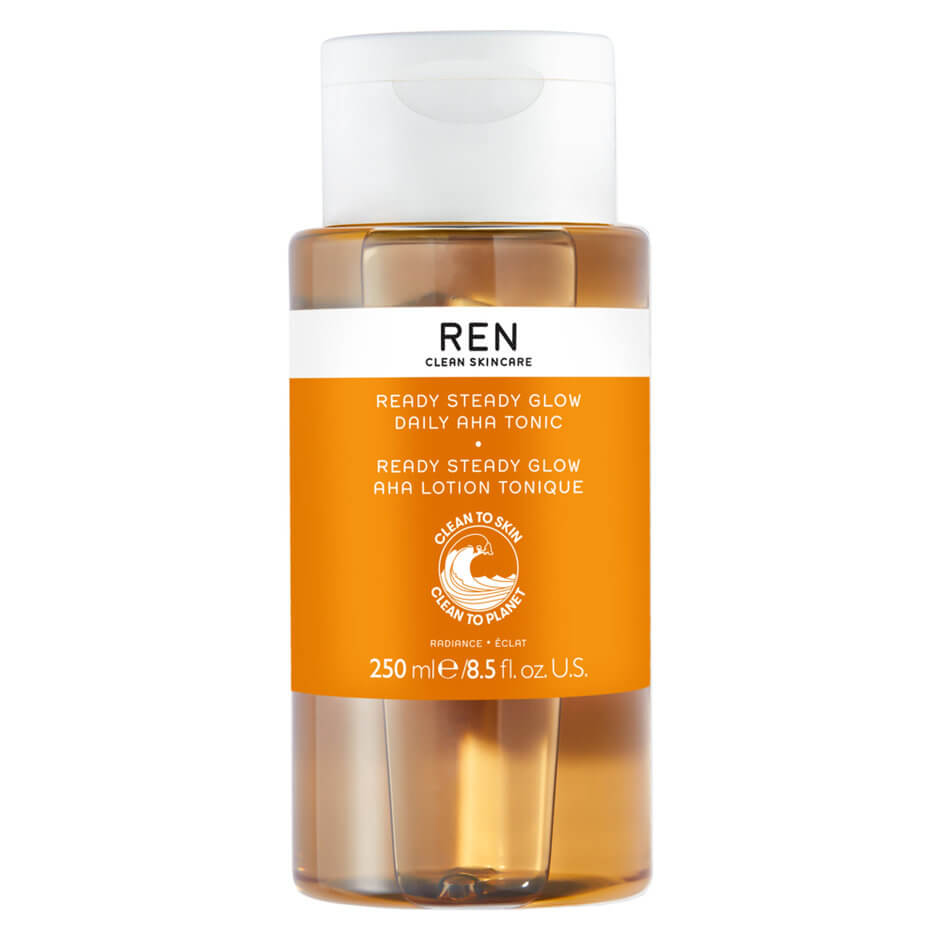 REN
CLEAN SKINCARE
READY STEADY GLOW
DAILY AHA TONIC
•
READY STEADY GLOW
AHA LOTION TONIQUE
CLEAN TO SKIN
CLEAN TO PLANET
RADIANCE • ÉCLAT
250 ml℮/8.5 fl. oz. U.S.